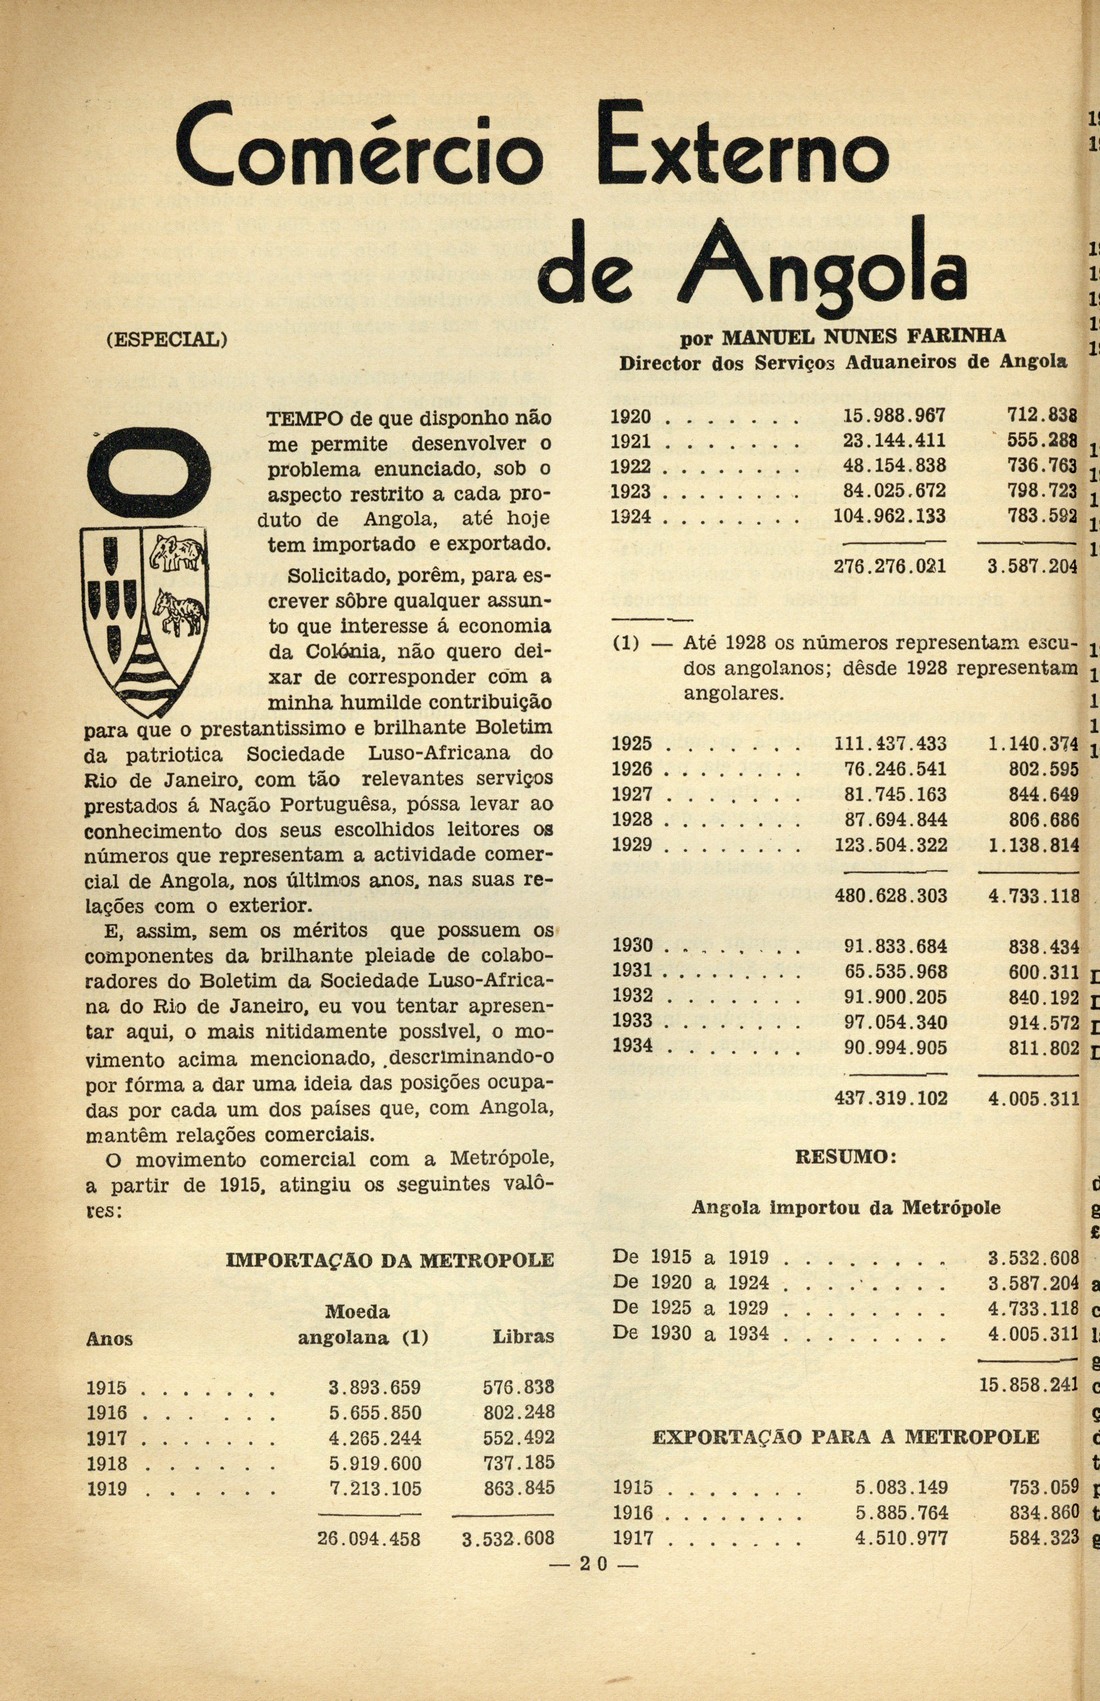 Comércio Externo
de Angola
(ESPECIAL)
por MANUEL NUNES FARINHA
Director dos Serviços Aduaneiros de Angola
O TEMPO de que disponho não
me permite desenvolver o
problema enunciado, sob o
aspecto restrito a cada pro-
duto de Angola, até hoje
tem importado e exportado.
Solicitado, porêm, para es-
crever sôbre qualquer assun-
to que interesse á economia
da Colónia, não quero dei-
xar de corresponder com a
minha humilde contribuição
para que o prestantissimo e brilhante Boletim
da patriotica Sociedade Luso-Africana do
Rio de Janeiro, com tão relevantes serviços
prestados á Nação Portuguêsa, póssa levar ao
conhecimento dos seus escolhidos leitores os
números que representam a actividade comer-
cial de Angola, nos últimos anos, nas suas re-
lações com o exterior.
E, assim, sem os méritos que possuem os
componentes da brilhante pleiade de colabo-
radores do Boletim da Sociedade Luso-Africa-
na do Rio de Janeiro, eu vou tentar apresen-
tar aqui, o mais nitidamente possivel, o mo-
vimento acima mencionado, descriminando-o
por fórma a dar uma ideia das posições ocupa-
das por cada um dos países que, com Angola,
mantêm relações comerciais.
O movimento comercial com a Metrópole,
a partir de 1915, atingiu os seguintes valô-
res:
IMPORTAÇÃO DA METROPOLE
Moeda
Anos angolana (1) Libras
1915 . . . . . . . 3.893.659 576.838
1916 . . . . . . 5.655.850 802.248
1917 . . . . . . . 4.265.244 552.492
1918 . . . . . . 5.919.600 737.185
1919 . . . . . . 7.213.105 863.845
26.094.458 3.532.608
1920 . . . . . . . 15.988.967 712.838
1921 . . . . . . . 23.144.411 555.288
1922 . . . . . . . . 48.154.838 736.763
1923 . . . . . . . . 84.025.672 798.723
1924 . . . . . . . . 104.962.133 783.592
276.276.021 3.587.204
(1) — Até 1928 os números representam escu-
dos angolanos; dêsde 1928 representam
angolares.
1925 . . . . . . . . 111.437.433 1.140.374
1926 . . . . . . . . 76.246.541 802.595
1927 . . . . . . . 81.745.163 844.649
1928 . . . . . . . . 87.694.844 806.686
1929 . . . . . . . . 123.504.322 1.138.814
480.628.303 4.733.118
1930 . . . . . . . . 91.833.684 838.434
1931 . . . . . . . . 65.535.968 600.311
1932 . . . . . . . 91.900.205 840.192
1933 . . . . . . . 97.054.340 914.572
1934 . . . . . . . 90.994.905 811.802
437.319.102 4.005.311
RESUMO:
Angola importou da Metrópole
De 1915 a 1919 . . . . . . . . 3.532.608
De 1920 a 1924 . . . . . . . . 3.587.204
De 1925 a 1929 . . . . . . . . 4.733.118
De 1930 a 1934 . . . . . . . . 4.005.311
15.858.241
EXPORTAÇÃO PARA A METROPOLE
1915 . . . . . . . 5.083.149 753.059
1916 . . . . . . . . 5.885.764 834.860
1917 . . . . . . . 4.510.977 584.323
— 20 —